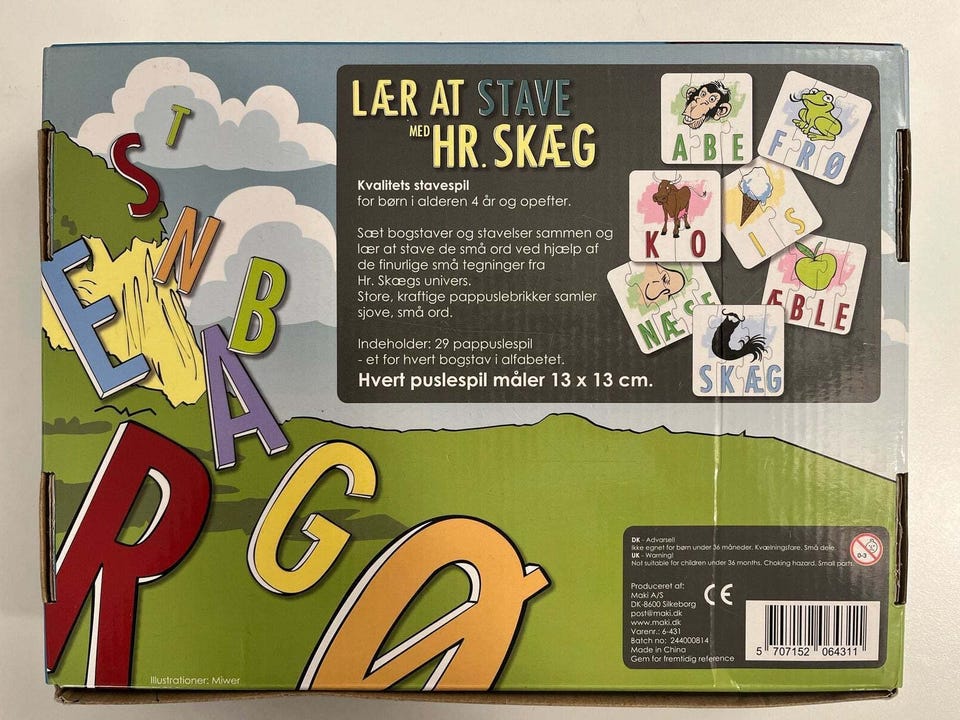 T
S
N
E
B
A
R
G
Ø
LÆR AT STAVE
MED HR. SKÆG
Kvalitets stavespil
for børn i alderen 4 år og opefter.
Sæt bogstaver og stavelser sammen og
lær at stave de små ord ved hjælp af
de finurlige små tegninger fra
Hr. Skægs univers.
Store, kraftige pappuslebrikker samler
sjove, små ord.
Indeholder: 29 pappuslespil
- et for hvert bogstav i alfabetet.
Hvert puslespil måler 13 x 13 cm.
ABE
FRØ
KO
IS
NÆSE
ÆBLE
SKÆG
DK - Advarsel!
Ikke egnet for børn under 36 måneder. Kvælningsfare. Små dele.
UK - Warning!
Not suitable for children under 36 months. Choking hazard. Small parts.
0-3
Produceret af:
Maki A/S
DK-8600 Silkeborg
post@maki.dk
www.maki.dk
Varenr.: 6-431
Batch no: 244000814
Made in China
Gem for fremtidig reference
CE
5 707152 064311
Illustrationer: Miwer